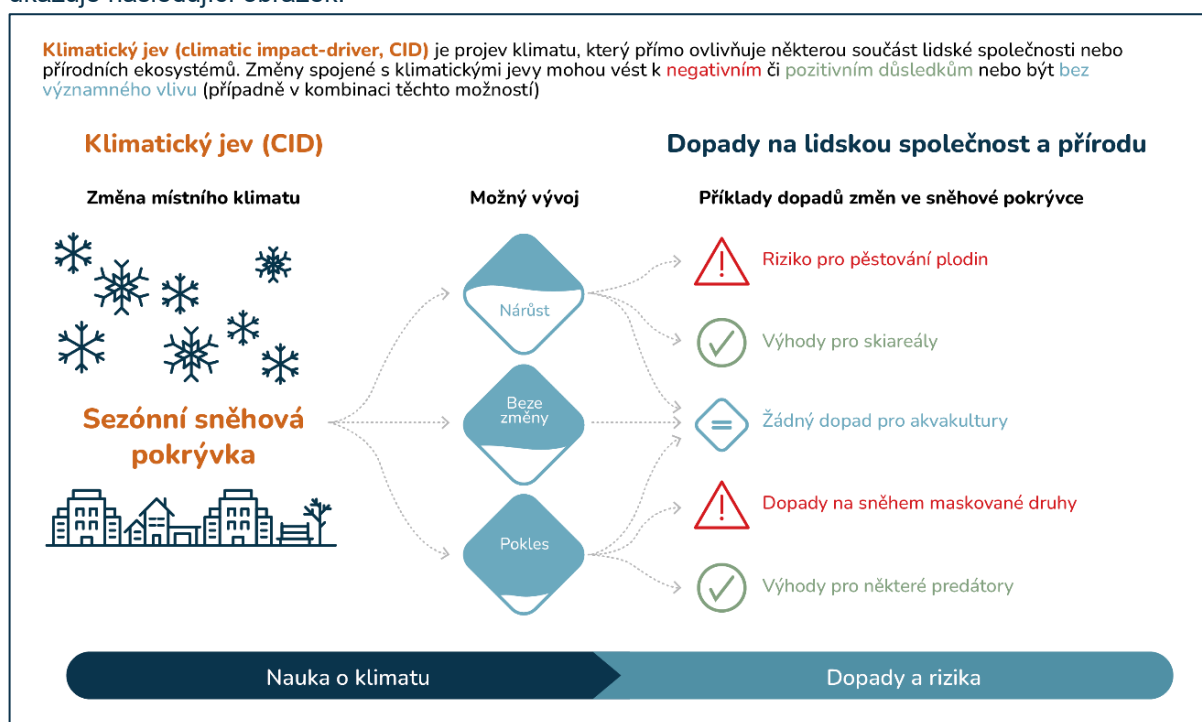 ukazuje následující obrázek.
Klimatický jev (climatic impact-driver, CID) je projev klimatu, který přímo ovlivňuje některou součást lidské společnosti nebo
přírodních ekosystémů. Změny spojené s klimatickými jevy mohou vést k negativním či pozitivním důsledkům nebo být bez
významného vlivu (případně v kombinaci těchto možností)
Klimatický jev (CID)
Dopady na lidskou společnost a přírodu
Změna místního klimatu
Možný vývoj
Příklady dopadů změn ve sněhové pokrývce
Riziko pro pěstování plodin
Nárůst
Výhody pro skiareály
Beze
změny
Sezónní sněhová
pokrývka
Žádný dopad pro akvakultury
Dopady na sněhem maskované druhy
Pokles
Výhody pro některé predátory
Nauka o klimatu
Dopady a rizika